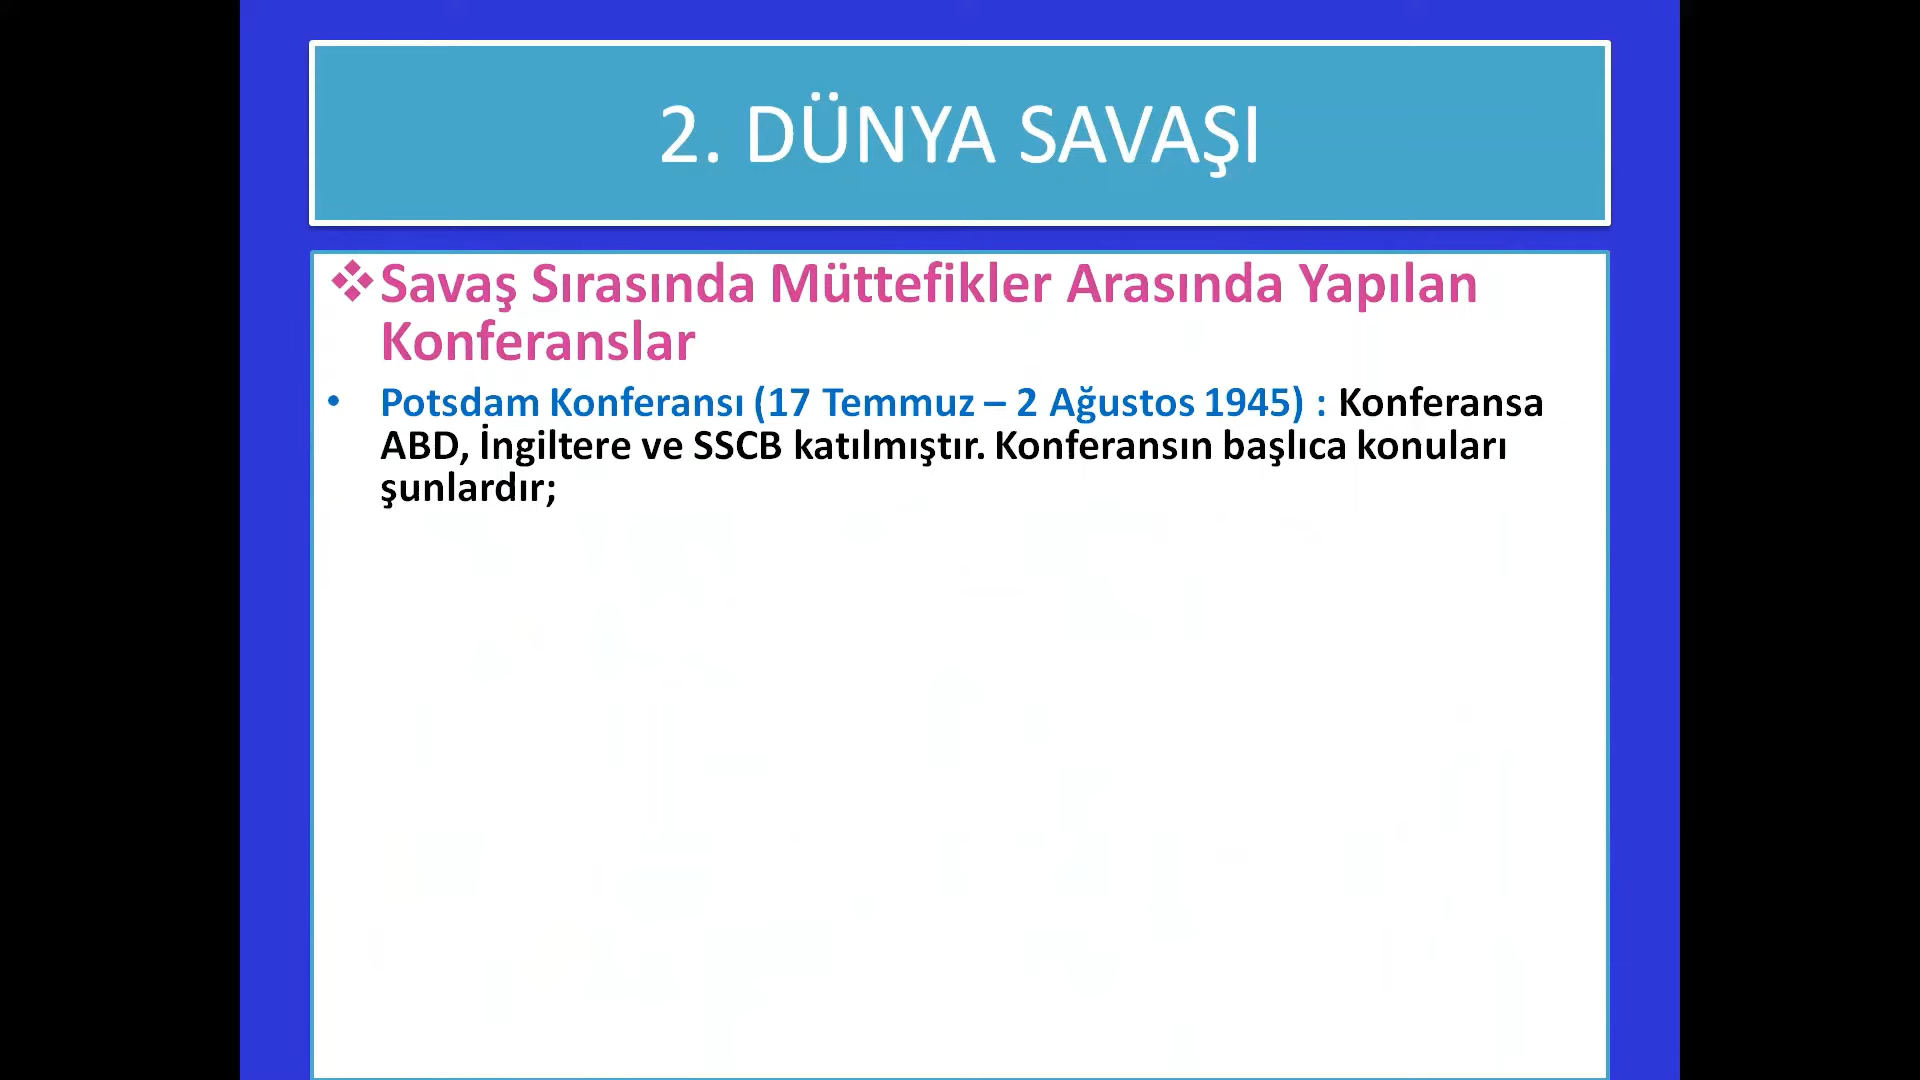 2. DÜNYA SAVAŞI
❖Savaş Sırasında Müttefikler Arasında Yapılan
Konferanslar
• Potsdam Konferansı (17 Temmuz – 2 Ağustos 1945) : Konferansa
ABD, İngiltere ve SSCB katılmıştır. Konferansın başlıca konuları
şunlardır;